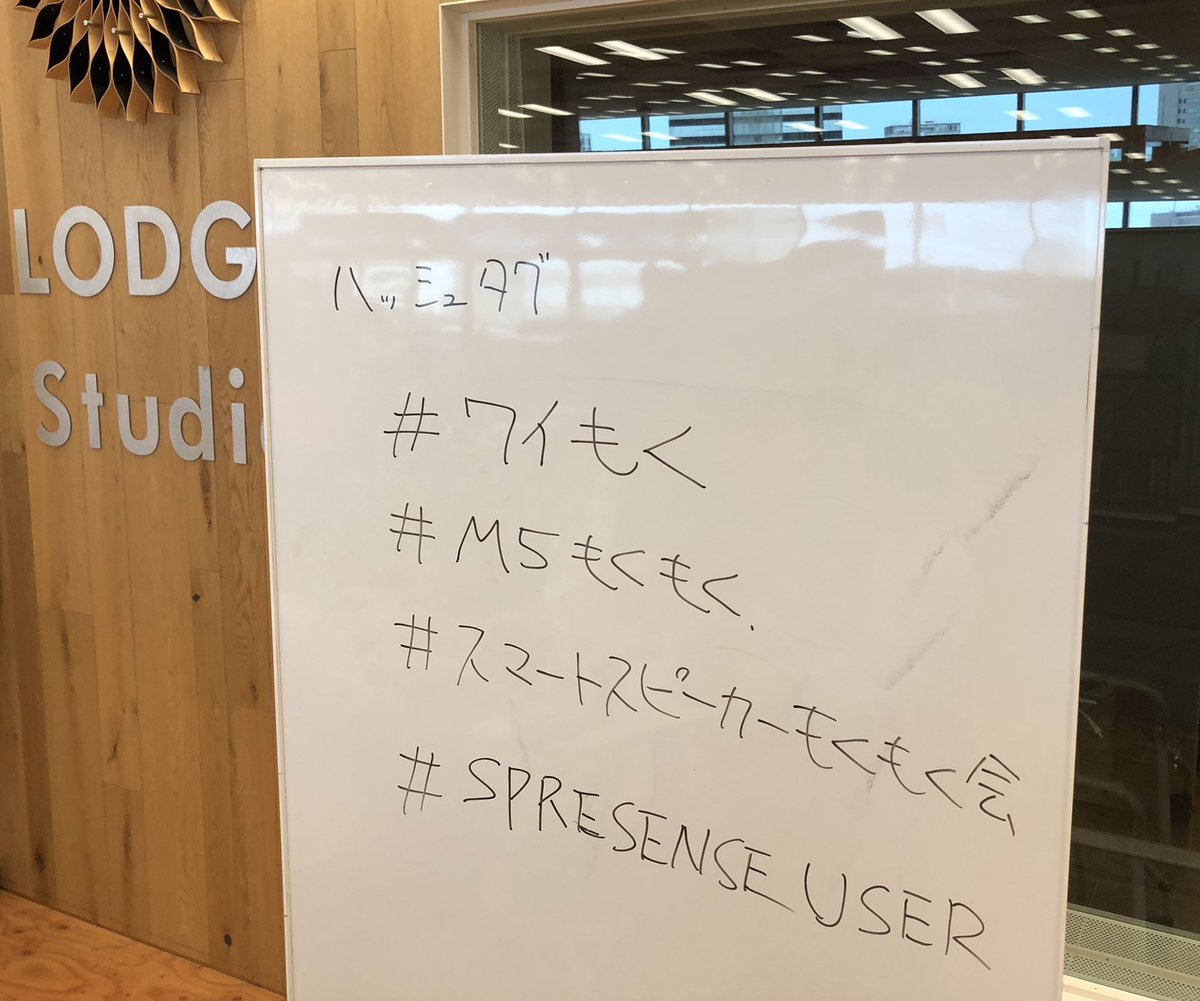 LODG
Studi
ハッシュタグ
#ワイもく
#M5もくもく.
#スマートスピーカーもくもく会
#SPRESENSE USER